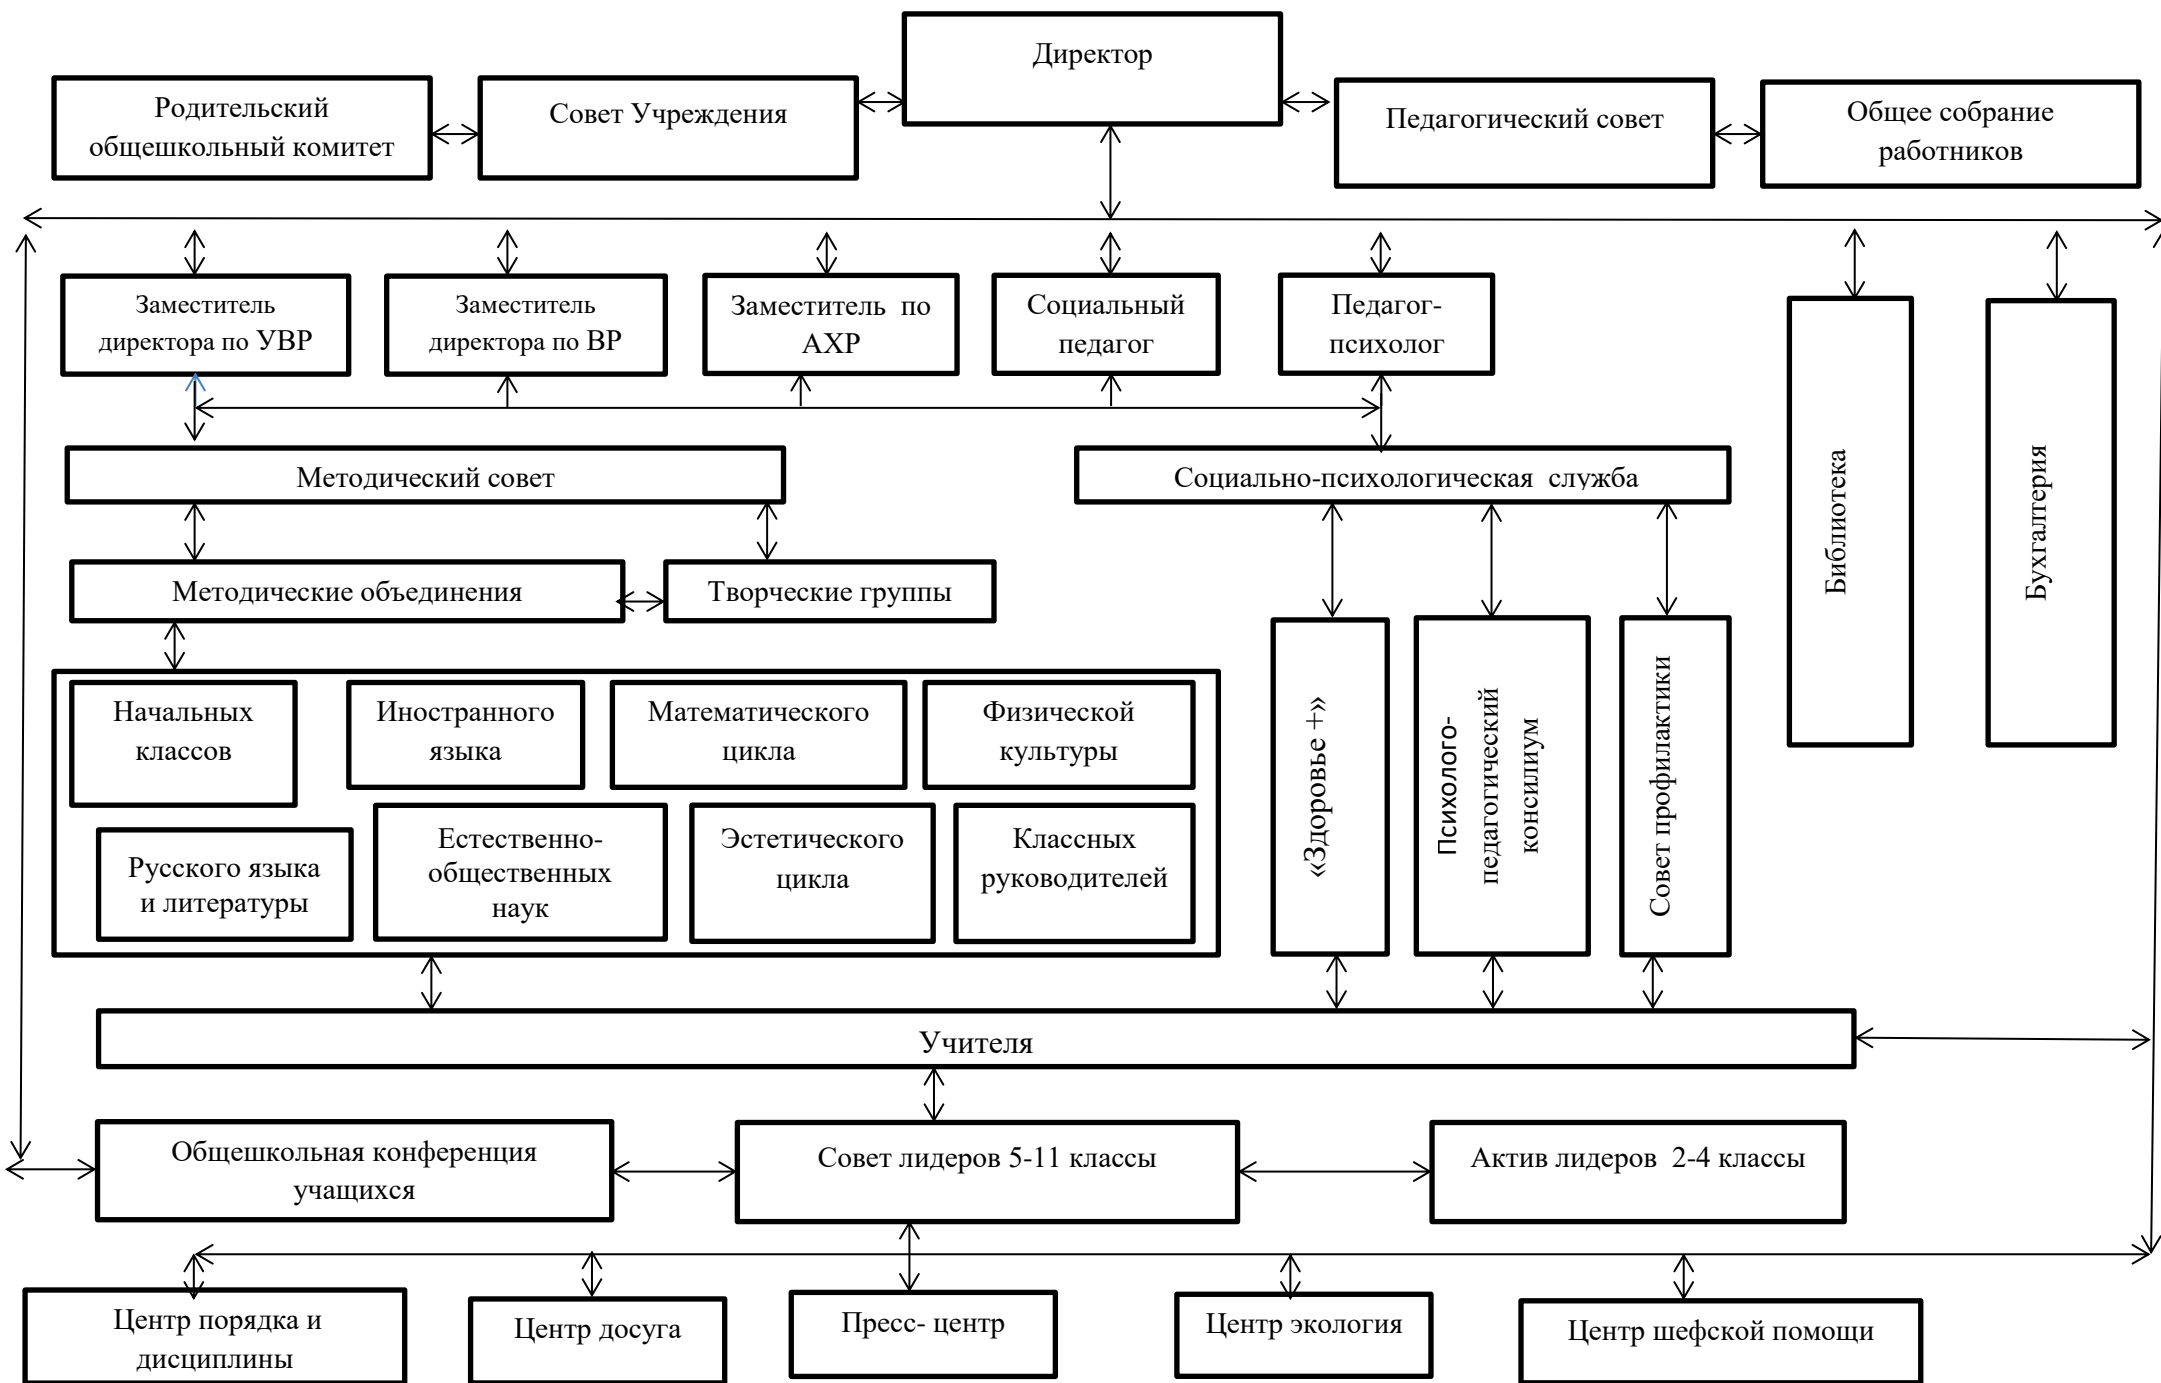 Директор
Родительский
общешкольный комитет
Совет Учреждения
Педагогический совет
Общее собрание
работников
Заместитель
директора по УВР
Заместитель
директора по ВР
Заместитель по
АХР
Социальный
педагог
Педагог-
психолог
Библиотека
Бухгалтерия
Методический совет
Социально-психологическая служба
Методические объединения
Творческие группы
Начальных
классов
Иностранного
языка
Математического
цикла
Физической
культуры
Русского языка
и литературы
Естественно-
общественных
наук
Эстетического
цикла
Классных
руководителей
«Здоровье +»
Психолого-
педагогический
консилиум
Совет профилактики
Учителя
Общешкольная конференция
учащихся
Совет лидеров 5-11 классы
Актив лидеров 2-4 классы
Центр порядка и
дисциплины
Центр досуга
Пресс- центр
Центр экология
Центр шефской помощи